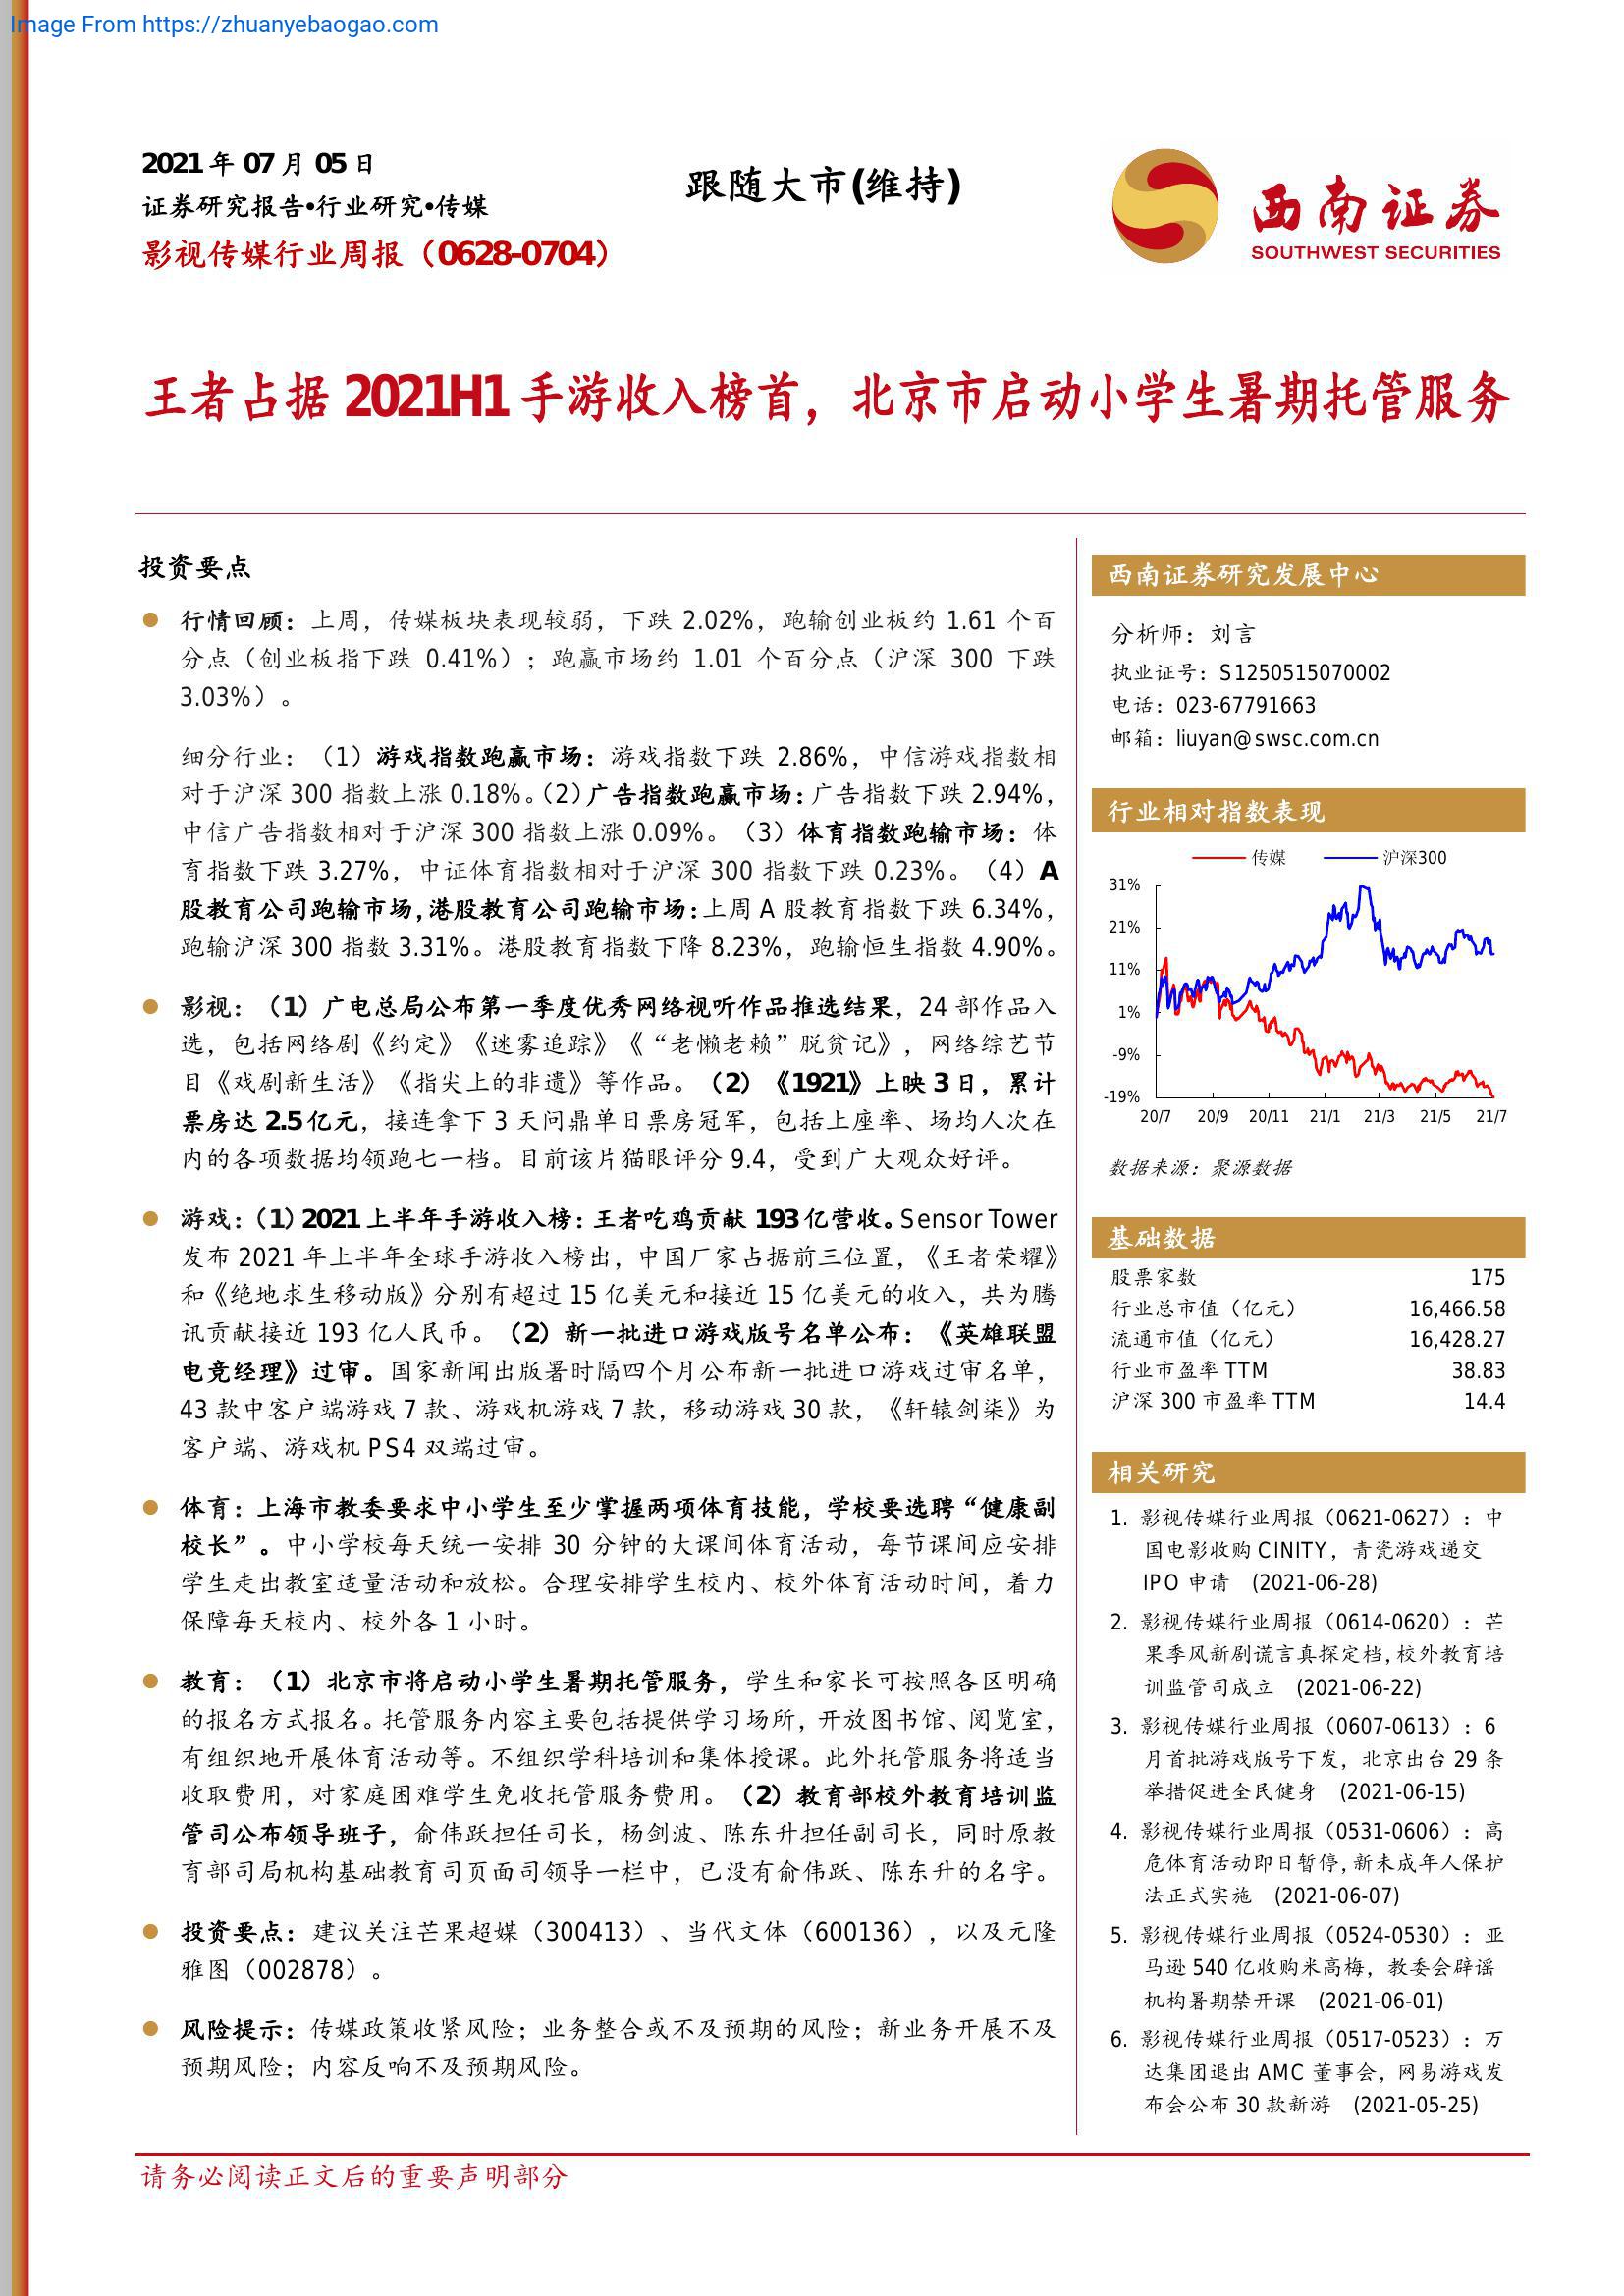 Image From https://zhuanyebaogao.com
2021 年 07 月 05 日
证券研究报告•行业研究•传媒
影视传媒行业周报（0628-0704）
跟随大市(维持)
西南证券
SOUTHWEST SECURITIES
王者占据 2021H1 手游收入榜首，北京市启动小学生暑期托管服务
投资要点
行情回顾：上周，传媒板块表现较弱，下跌 2.02%，跑输创业板约 1.61 个百
分点（创业板指下跌 0.41%）；跑赢市场约 1.01 个百分点（沪深 300 下跌
3.03%）。
细分行业：（1）游戏指数跑赢市场：游戏指数下跌 2.86%，中信游戏指数相
对于沪深 300 指数上涨 0.18%。（2）广告指数跑赢市场：广告指数下跌 2.94%，
中信广告指数相对于沪深 300 指数上涨 0.09%。（3）体育指数跑输市场：体
育指数下跌 3.27%，中证体育指数相对于沪深 300 指数下跌 0.23%。（4）A
股教育公司跑输市场，港股教育公司跑输市场：上周 A 股教育指数下跌 6.34%，
跑输沪深 300 指数 3.31%。港股教育指数下降 8.23%，跑输恒生指数 4.90%。
影视：（1）广电总局公布第一季度优秀网络视听作品推选结果，24 部作品入
选，包括网络剧《约定》《迷雾追踪》《“老懒老赖”脱贫记》，网络综艺节
目《戏剧新生活》《指尖上的非遗》等作品。（2）《1921》上映 3 日，累计
票房达 2.5 亿元，接连拿下 3 天问鼎单日票房冠军，包括上座率、场均人次在
内的各项数据均领跑七一档。目前该片猫眼评分 9.4，受到广大观众好评。
游戏：（1）2021 上半年手游收入榜：王者吃鸡贡献 193 亿营收。Sensor Tower
发布 2021 年上半年全球手游收入榜出，中国厂家占据前三位置，《王者荣耀》
和《绝地求生移动版》分别有超过 15 亿美元和接近 15 亿美元的收入，共为腾
讯贡献接近 193 亿人民币。（2）新一批进口游戏版号名单公布：《英雄联盟
电竞经理》过审。国家新闻出版署时隔四个月公布新一批进口游戏过审名单，
43 款中客户端游戏 7 款、游戏机游戏 7 款，移动游戏 30 款，《轩辕剑柒》为
客户端、游戏机 PS4 双端过审。
体育：上海市教委要求中小学生至少掌握两项体育技能，学校要选聘“健康副
校长”。中小学校每天统一安排 30 分钟的大课间体育活动，每节课间应安排
学生走出教室适量活动和放松。合理安排学生校内、校外体育活动时间，着力
保障每天校内、校外各 1 小时。
教育：（1）北京市将启动小学生暑期托管服务，学生和家长可按照各区明确
的报名方式报名。托管服务内容主要包括提供学习场所，开放图书馆、阅览室，
有组织地开展体育活动等。不组织学科培训和集体授课。此外托管服务将适当
收取费用，对家庭困难学生免收托管服务费用。（2）教育部校外教育培训监
管司公布领导班子，俞伟跃担任司长，杨剑波、陈东升担任副司长，同时原教
育部司局机构基础教育司页面司领导一栏中，已没有俞伟跃、陈东升的名字。
投资要点：建议关注芒果超媒（300413）、当代文体（600136），以及元隆
雅图（002878）。
风险提示：传媒政策收紧风险；业务整合或不及预期的风险；新业务开展不及
预期风险；内容反响不及预期风险。
西南证券研究发展中心
分析师：刘言
执业证号：S1250515070002
电话：023-67791663
邮箱：liuyan@swsc.com.cn
行业相对指数表现
传媒 沪深300
31%
21%
11%
1%
-9%
-19%
20/7 20/9 20/11 21/1 21/3 21/5 21/7
数据来源：聚源数据
基础数据
股票家数 175
行业总市值（亿元） 16,466.58
流通市值（亿元） 16,428.27
行业市盈率 TTM 38.83
沪深 300 市盈率 TTM 14.4
相关研究
1. 影视传媒行业周报（0621-0627）：中
国电影收购 CINITY，青瓷游戏递交
IPO 申请 (2021-06-28)
2. 影视传媒行业周报（0614-0620）：芒
果季风新剧谎言真探定档，校外教育培
训监管司成立 (2021-06-22)
3. 影视传媒行业周报（0607-0613）：6
月首批游戏版号下发，北京出台 29 条
举措促进全民健身 (2021-06-15)
4. 影视传媒行业周报（0531-0606）：高
危体育活动即日暂停，新未成年人保护
法正式实施 (2021-06-07)
5. 影视传媒行业周报（0524-0530）：亚
马逊 540 亿收购米高梅，教委会辟谣
机构暑期禁开课 (2021-06-01)
6. 影视传媒行业周报（0517-0523）：万
达集团退出 AMC 董事会，网易游戏发
布会公布 30 款新游 (2021-05-25)
请务必阅读正文后的重要声明部分